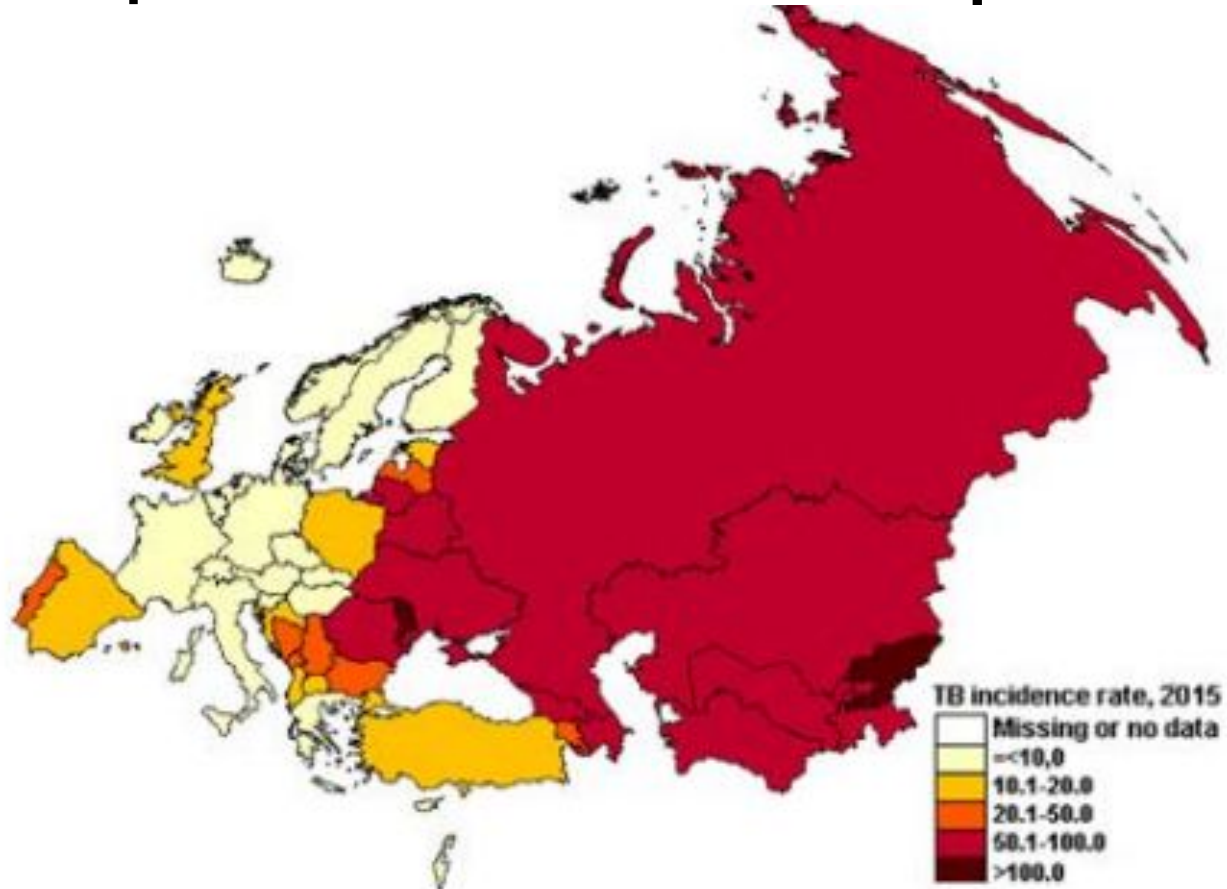 TB incidence rate, 2015
Missing or no data
=<10,0
10.1-20.0
20.1-50.0
50.1-100.0
>100.0